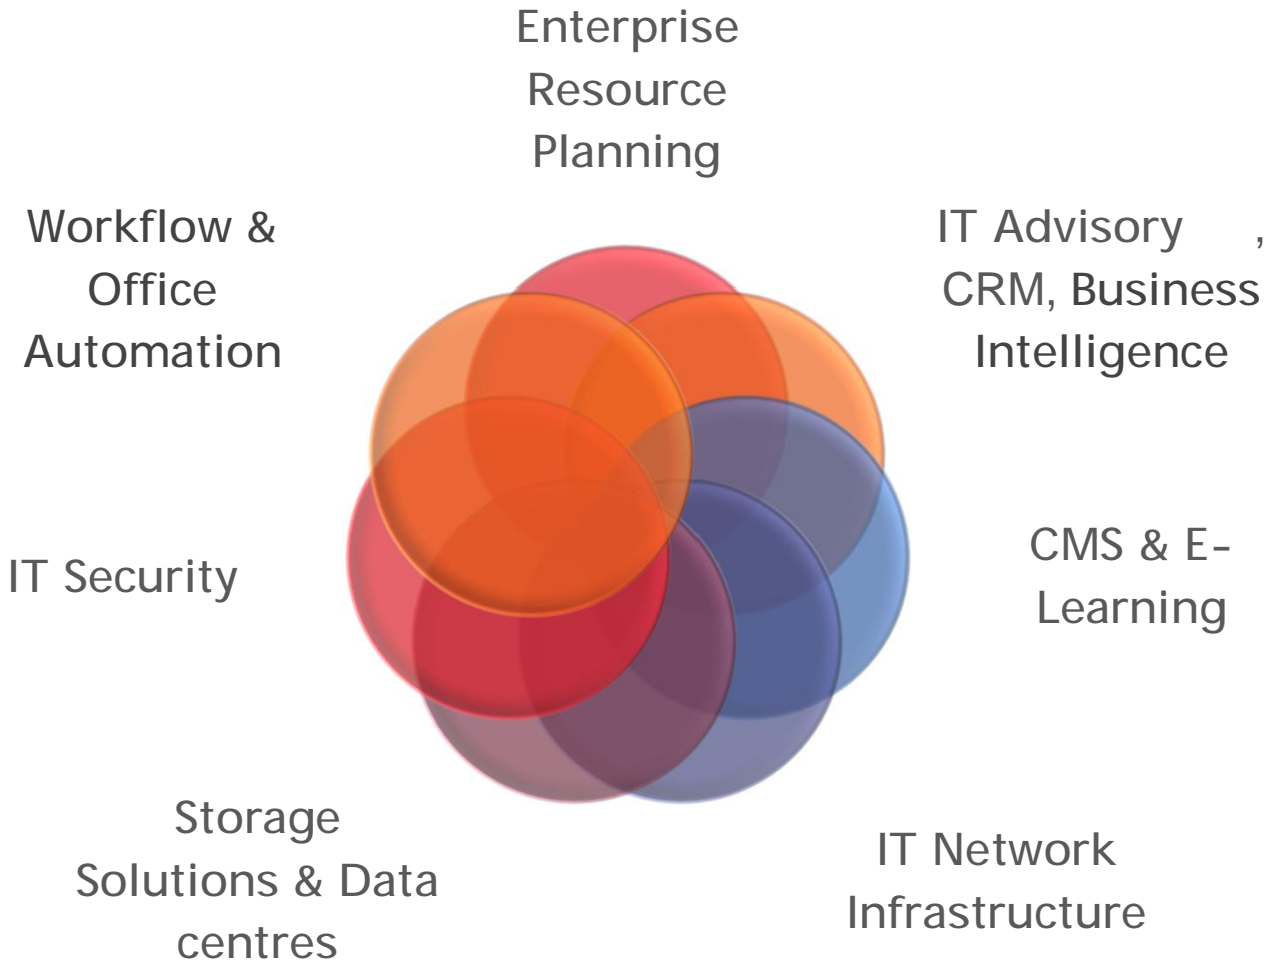 Enterprise
Resource
Planning
IT Advisory ,
CRM, Business
Intelligence
CMS & E-
Learning
IT Network
Infrastructure
Storage
Solutions & Data
centres
IT Security
Workflow &
Office
Automation